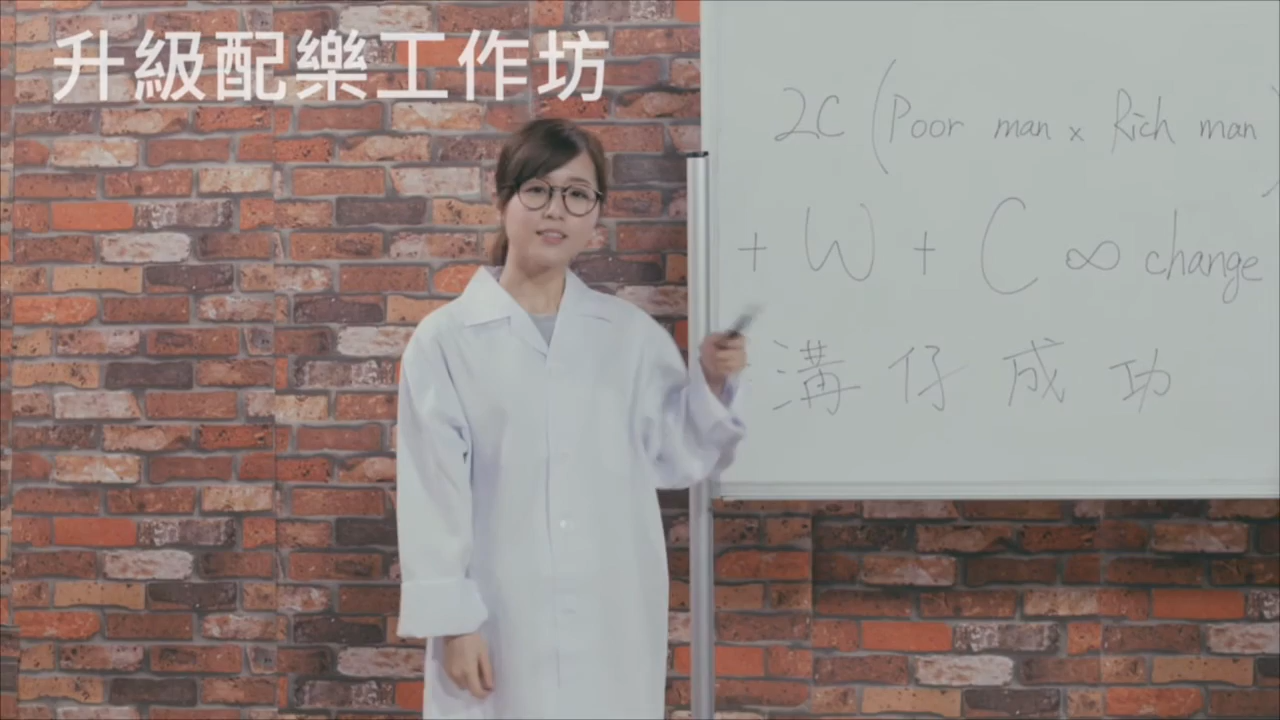 升級配樂工作坊
2C (Poor man x Rich man)
+ W + C ∞ change
溝仔成功